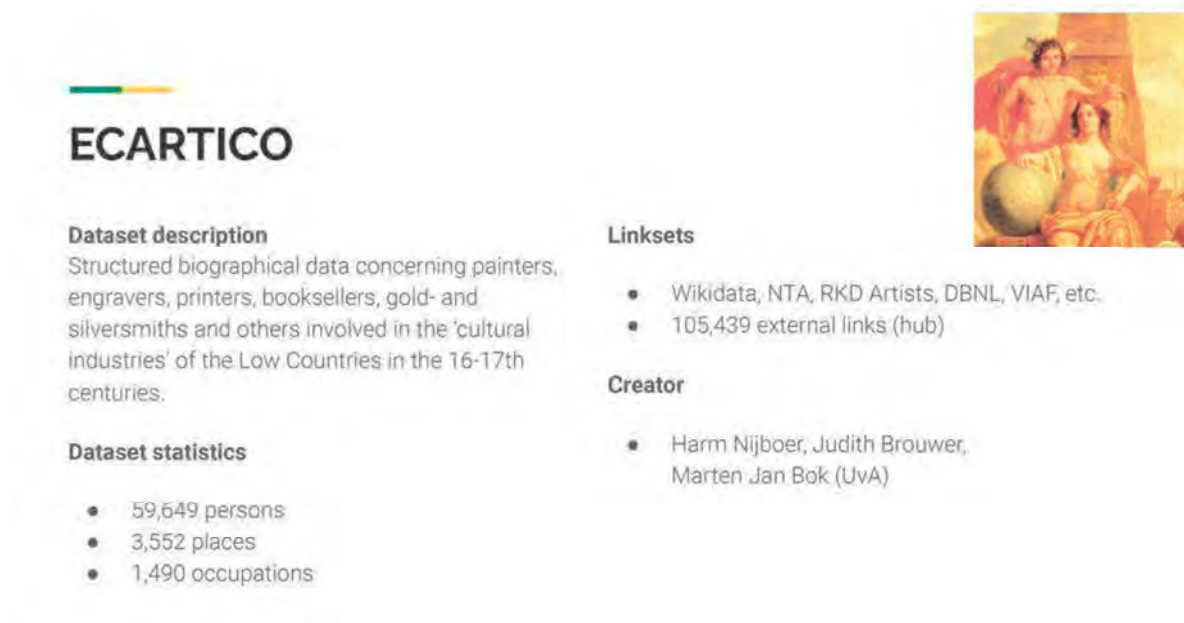 ECARTICO
Dataset description
Structured biographical data concerning painters,
engravers, printers, booksellers, gold- and
silversmiths and others involved in the 'cultural
industries' of the Low Countries in the 16-17th
centuries.
Dataset statistics
● 59,649 persons
● 3,552 places
● 1,490 occupations
Linksets
● Wikidata, NTA, RKD Artists, DBNL, VIAF, etc.
● 105,439 external links (hub)
Creator
● Harm Nijboer, Judith Brouwer,
Marten Jan Bok (UvA)